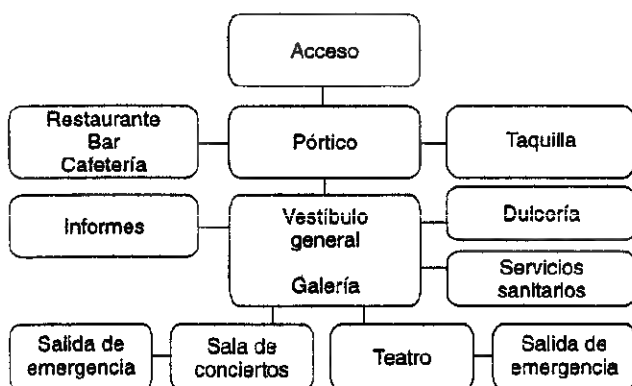 Acceso
Restaurante
Bar
Cafetería
Pórtico
Taquilla
Informes
Vestíbulo
general
Galería
Dulcería
Servicios
sanitarios
Salida de
emergencia
Sala de
conciertos
Teatro
Salida de
emergencia